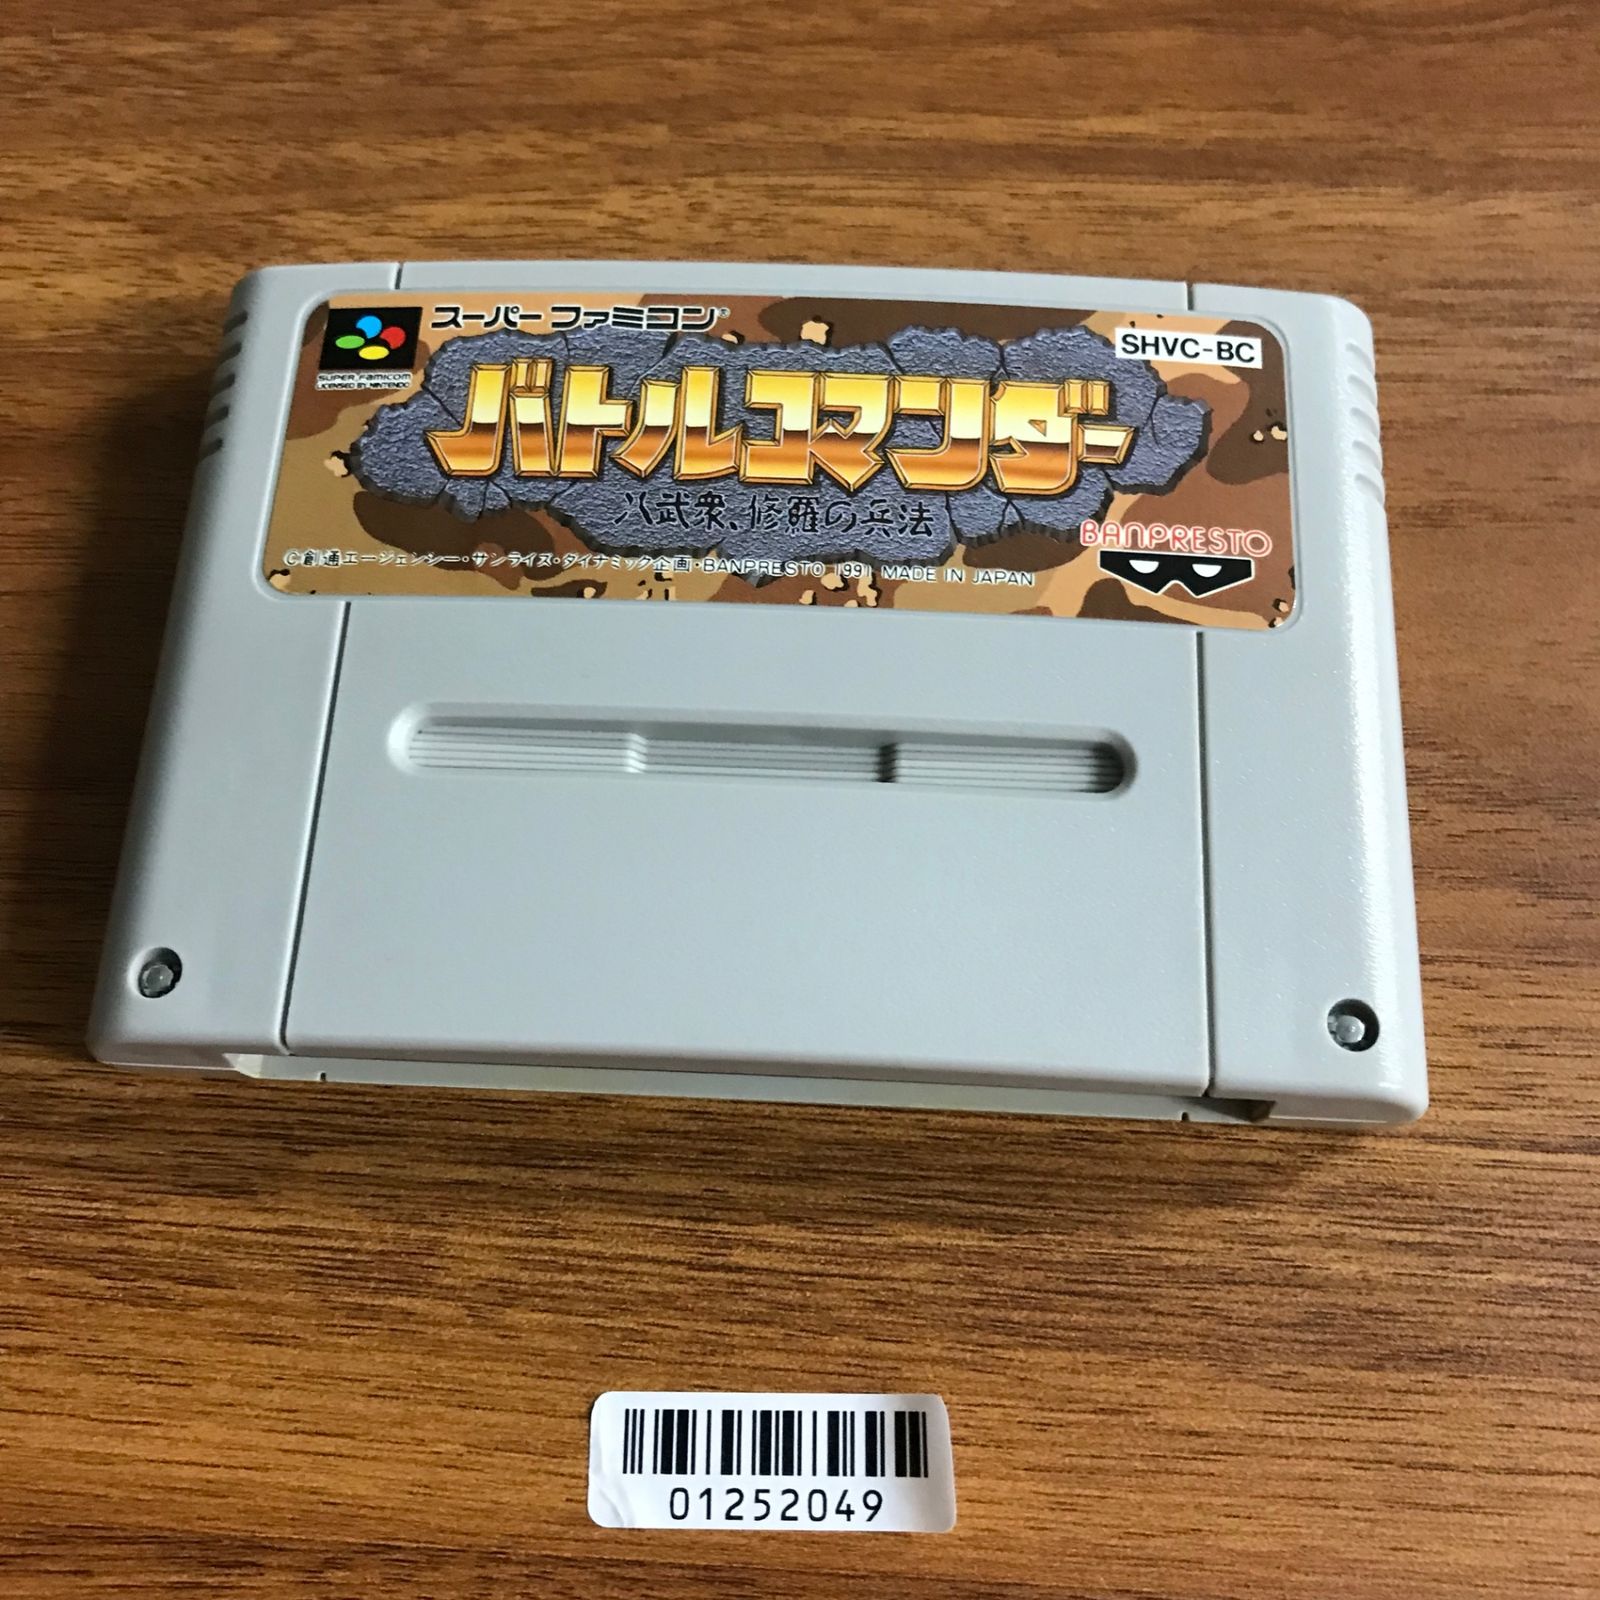 スーパーファミコン®
SUPER FAMICOM
LICENSED BY NINTENDO
SHVC-BC
バトルコマンダー
八武衆、修羅の兵法
BANPRESTO
©創通エージェンシー・サンライズ・ダイナミック企画・BANPRESTO 1991 MADE IN JAPAN
01252049